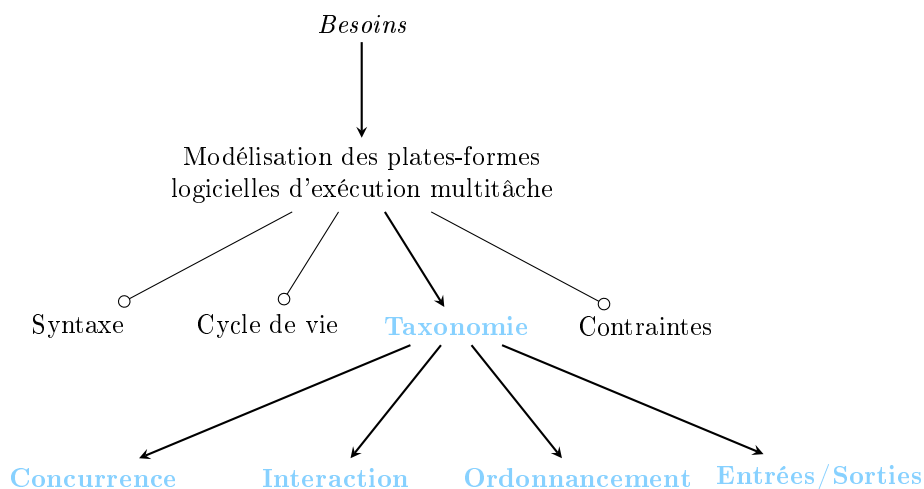 Besoins
Modélisation des plates-formes
logicielles d'exécution multitâche
Syntaxe
Cycle de vie
Taxonomie
Contraintes
Concurrence
Interaction
Ordonnancement
Entrées/Sorties